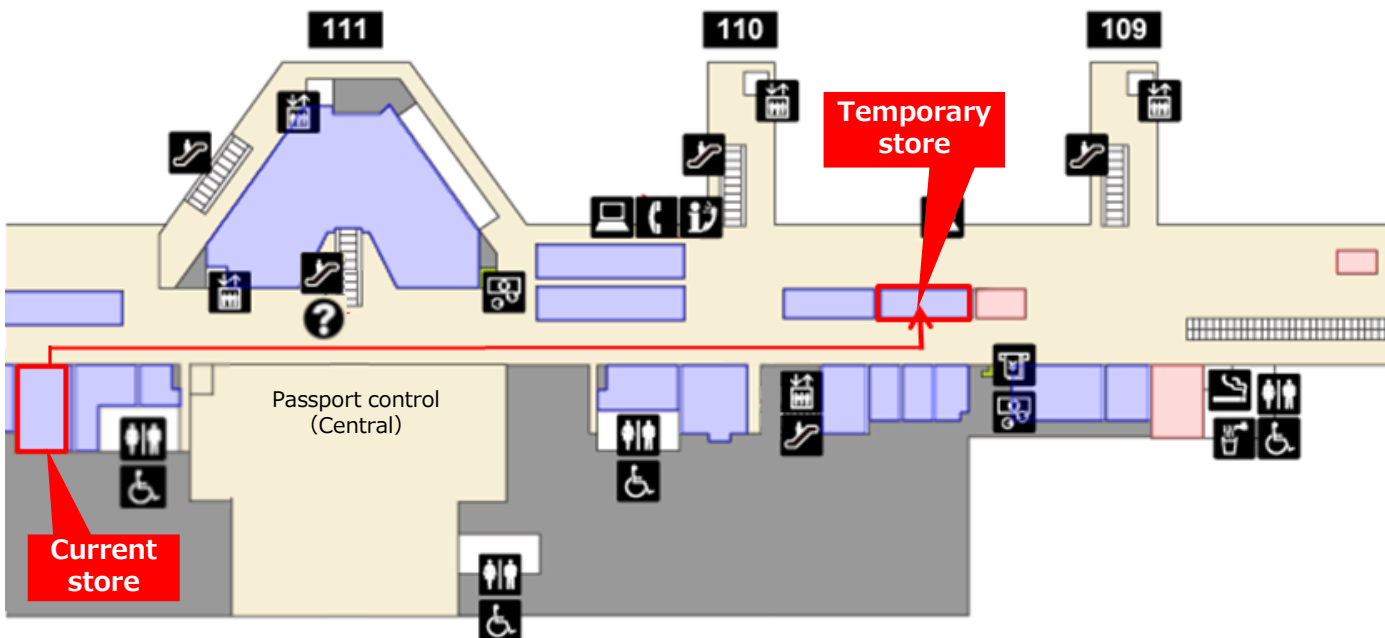 111
110
109
Temporary
store
?
Passport control
（Central）
Current
store